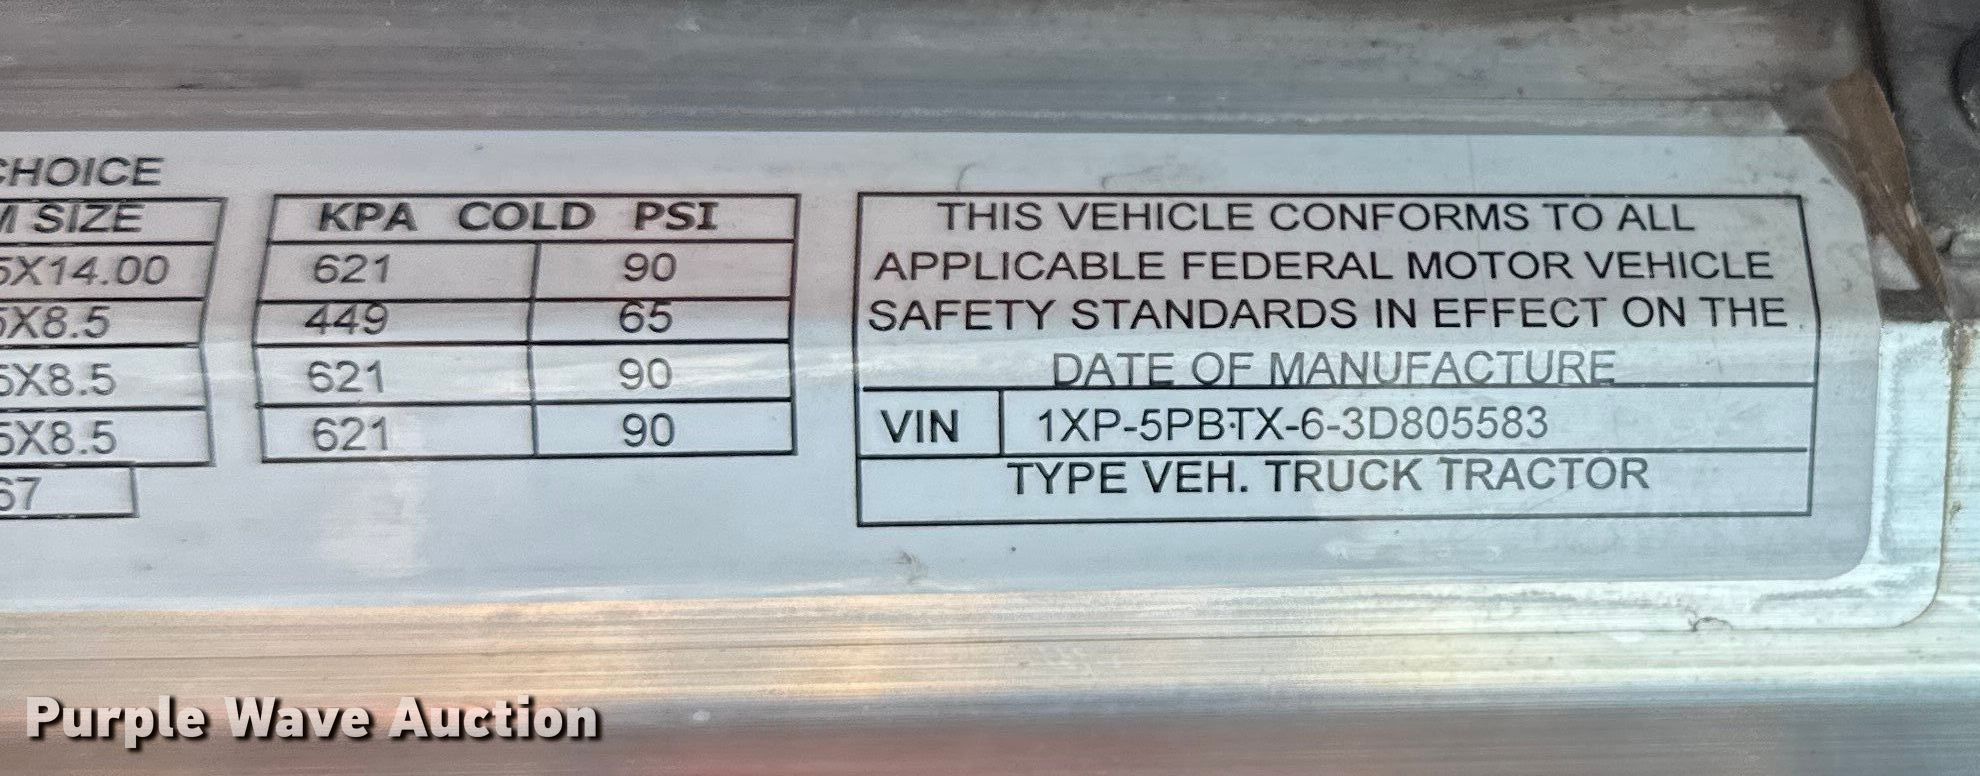 CHOICE
M SIZE
5X14.00
5X8.5
5X8.5
5X8.5
67
KPA COLD PSI
621 90
449 65
621 90
621 90
THIS VEHICLE CONFORMS TO ALL
APPLICABLE FEDERAL MOTOR VEHICLE
SAFETY STANDARDS IN EFFECT ON THE
DATE OF MANUFACTURE
VIN 1XP-5PBTX-6-3D805583
TYPE VEH. TRUCK TRACTOR
Purple Wave Auction